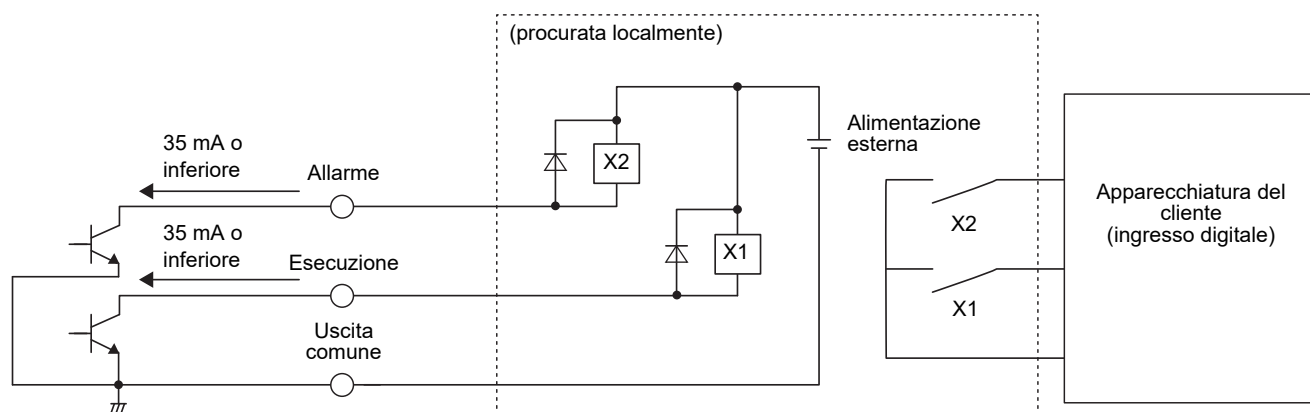 (procurata localmente)
35 mA o
inferiore
Allarme
X2
Alimentazione
esterna
35 mA o
inferiore
Esecuzione
X1
Uscita
comune
X2
X1
Apparecchiatura del
cliente
(ingresso digitale)